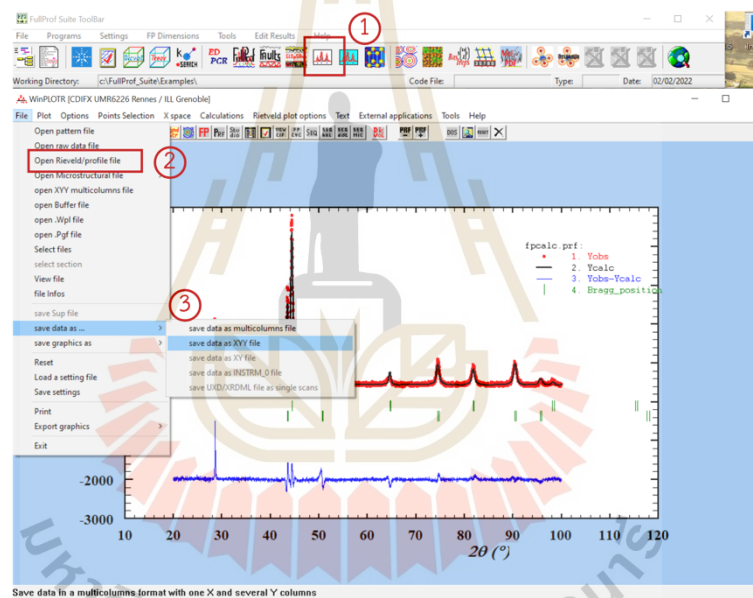 FullProf Suite ToolBar
1
File Programs Settings FP Dimensions Tools Edit Results Help
Working Directory: c:\FullProf_Suite\Examples\ Code File: Type: Date: 02/02/2022
WinPLOTR [CDIFX UMR6226 Rennes / ILL Grenoble]
File Plot Options Points Selection X space Calculations Rietveld plot options Text External applications Tools Help
Open pattern file
Open raw data file
Open Rieveld/profile file
2
Open Microstructural file
open XYY multicolumns file
open Buffer file
open .Wpl file
open .Pgf file
Select files
select section
View file
file Infos
save Sup file
3
save data as ...
save graphics as
Reset
Load a setting file
Save settings
Print
Export graphics
Exit
save data as multicolumns file
save data as XYY file
save data as XY file
save data as INSTRM_0 file
save UXD/XRDML file as single scans
fpcalc.prf:
1. Yobs
2. Ycalc
3. Yobs-Ycalc
4. Bragg_position
-2000
-3000
10 20 30 40 50 60 70 80 90 100 110 120
2θ (°)
Save data in a multicolumns format with one X and several Y columns